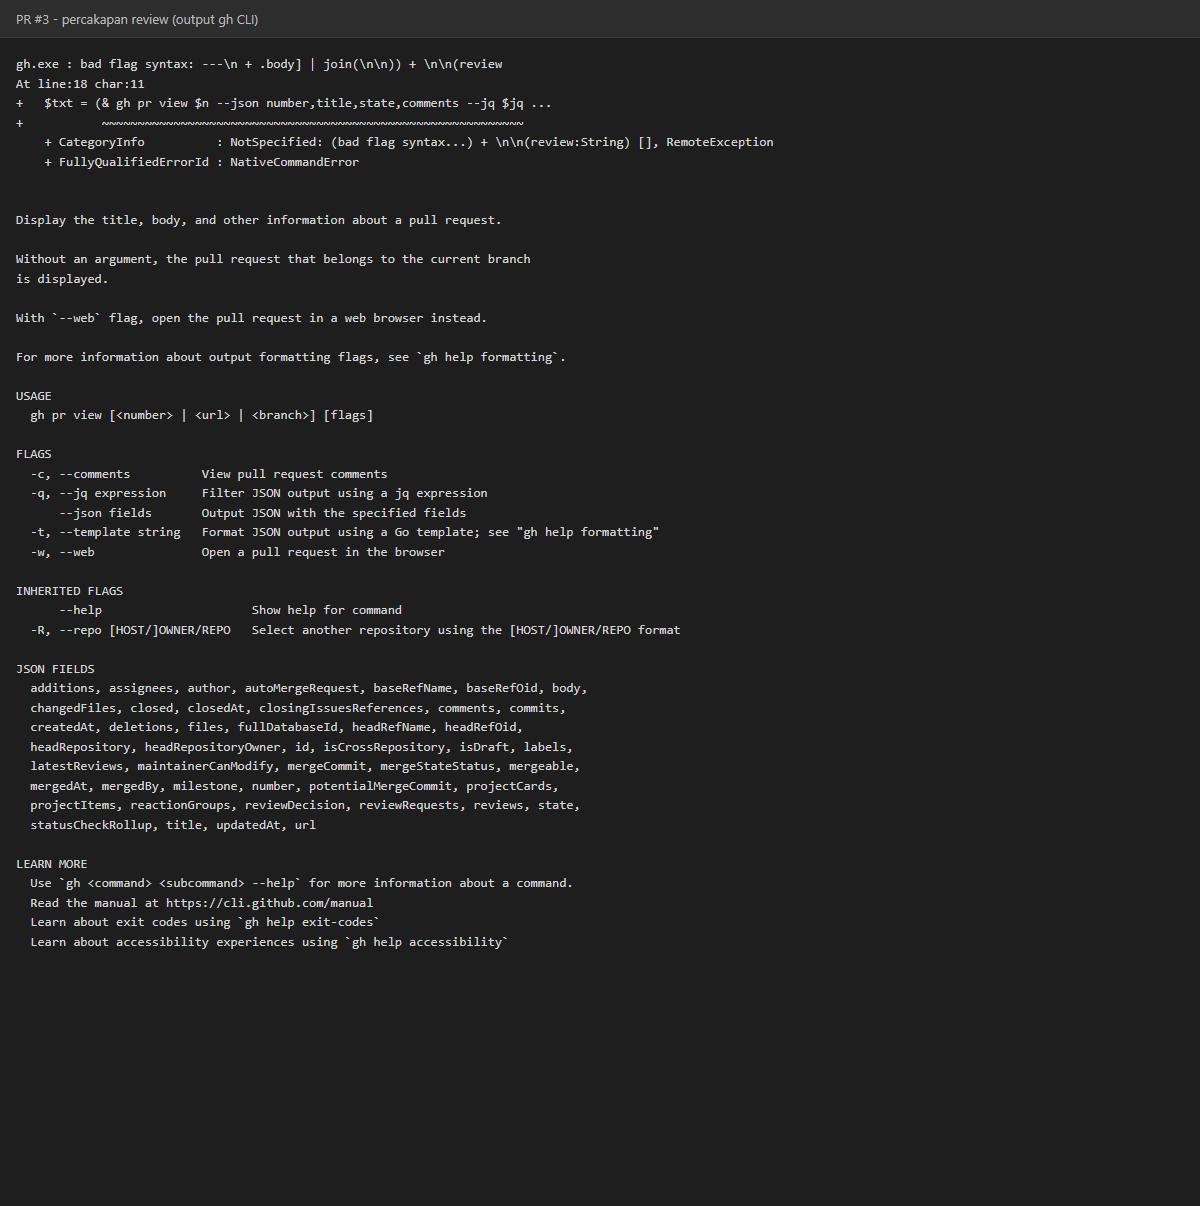 PR #3 - percakapan review (output gh CLI)
gh.exe : bad flag syntax: ---\n + .body] | join(\n\n)) + \n\n(review
At line:18 char:11
+   $txt = (& gh pr view $n --json number,title,state,comments --jq $jq ...
+           ~~~~~~~~~~~~~~~~~~~~~~~~~~~~~~~~~~~~~~~~~~~~~~~~~~~~~~~~~~~
    + CategoryInfo          : NotSpecified: (bad flag syntax...) + \n\n(review:String) [], RemoteException
    + FullyQualifiedErrorId : NativeCommandError
Display the title, body, and other information about a pull request.
Without an argument, the pull request that belongs to the current branch
is displayed.
With `--web` flag, open the pull request in a web browser instead.
For more information about output formatting flags, see `gh help formatting`.
USAGE
  gh pr view [<number> | <url> | <branch>] [flags]
FLAGS
  -c, --comments          View pull request comments
  -q, --jq expression     Filter JSON output using a jq expression
      --json fields       Output JSON with the specified fields
  -t, --template string   Format JSON output using a Go template; see "gh help formatting"
  -w, --web               Open a pull request in the browser
INHERITED FLAGS
      --help                     Show help for command
  -R, --repo [HOST/]OWNER/REPO   Select another repository using the [HOST/]OWNER/REPO format
JSON FIELDS
  additions, assignees, author, autoMergeRequest, baseRefName, baseRefOid, body,
  changedFiles, closed, closedAt, closingIssuesReferences, comments, commits,
  createdAt, deletions, files, fullDatabaseId, headRefName, headRefOid,
  headRepository, headRepositoryOwner, id, isCrossRepository, isDraft, labels,
  latestReviews, maintainerCanModify, mergeCommit, mergeStateStatus, mergeable,
  mergedAt, mergedBy, milestone, number, potentialMergeCommit, projectCards,
  projectItems, reactionGroups, reviewDecision, reviewRequests, reviews, state,
  statusCheckRollup, title, updatedAt, url
LEARN MORE
  Use `gh <command> <subcommand> --help` for more information about a command.
  Read the manual at https://cli.github.com/manual
  Learn about exit codes using `gh help exit-codes`
  Learn about accessibility experiences using `gh help accessibility`